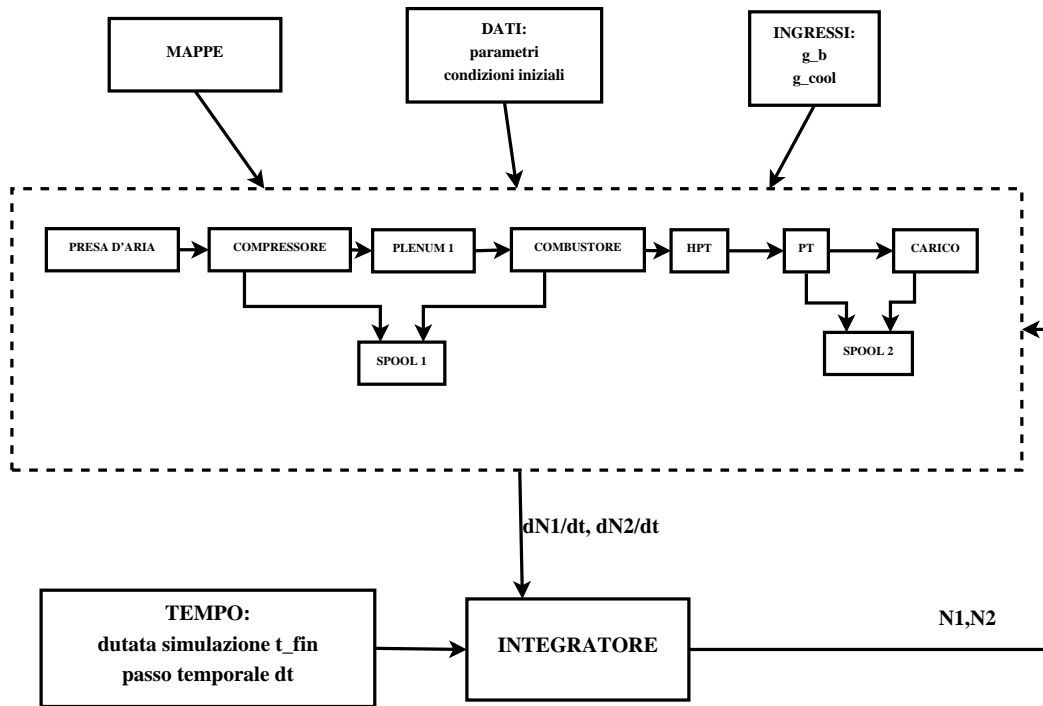 MAPPE
DATI:
parametri
condizioni iniziali
INGRESSI:
g_b
g_cool
PRESA D'ARIA
COMPRESSORE
PLENUM 1
COMBUSTORE
HPT
PT
CARICO
SPOOL 1
SPOOL 2
dN1/dt, dN2/dt
TEMPO:
dutata simulazione t_fin
passo temporale dt
INTEGRATORE
N1,N2